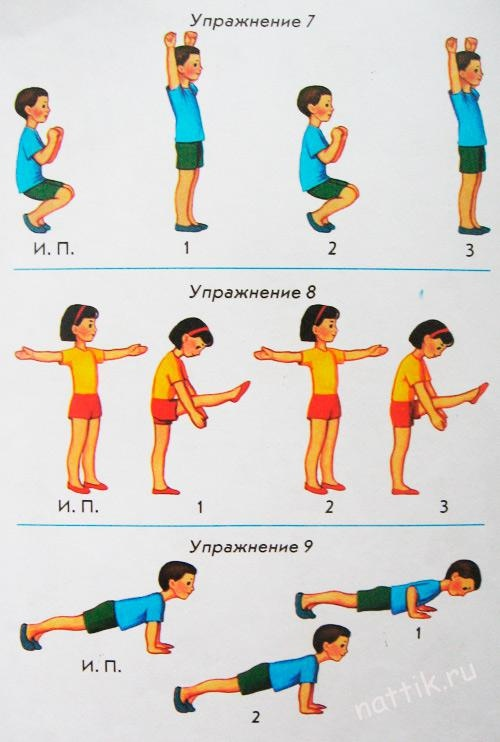 Упражнение 7
И. П. 1 2 3
Упражнение 8
И. П. 1 2 3
Упражнение 9
1
И. П.
2
nattik.ru